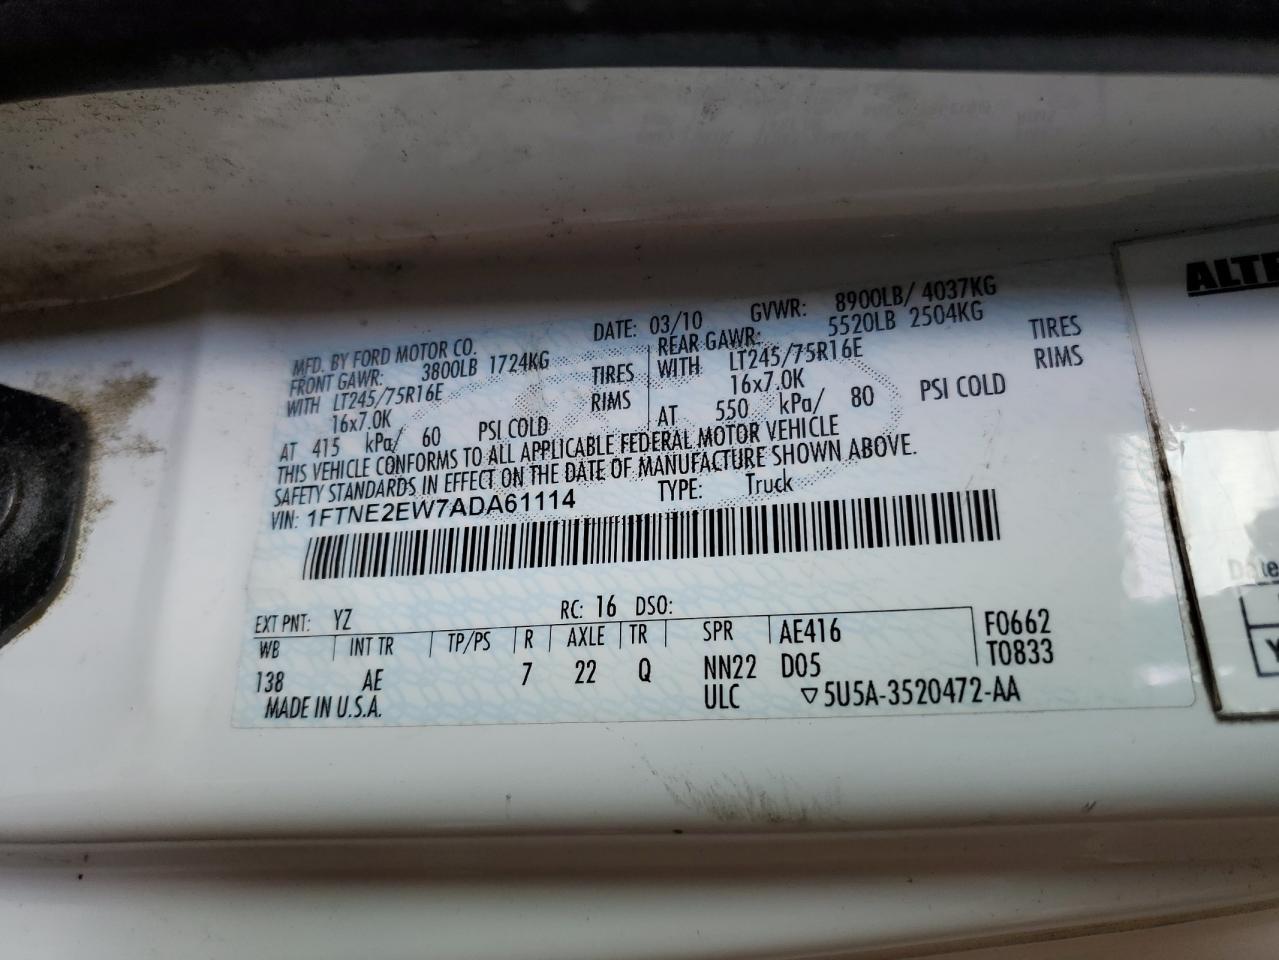 DATE: 03/10 GVWR: 8900LB/ 4037KG
MFD. BY FORD MOTOR CO.
FRONT GAWR: 3800LB 1724KG
WITH LT245/75R16E TIRES
16x7.0K RIMS
AT 415 kPa/ 60 PSI COLD
REAR GAWR: 5520LB 2504KG
WITH LT245/75R16E TIRES
16x7.0K RIMS
AT 550 kPa/ 80 PSI COLD
THIS VEHICLE CONFORMS TO ALL APPLICABLE FEDERAL MOTOR VEHICLE
SAFETY STANDARDS IN EFFECT ON THE DATE OF MANUFACTURE SHOWN ABOVE.
VIN: 1FTNE2EW7ADA61114 TYPE: Truck
EXT PNT: YZ RC: 16 DSO:
WB INT TR TP/PS R AXLE TR SPR AE416 F0662
138 AE 7 22 Q NN22 D05 T0833
MADE IN U.S.A. ULC ▽5U5A-3520472-AA
ALTE